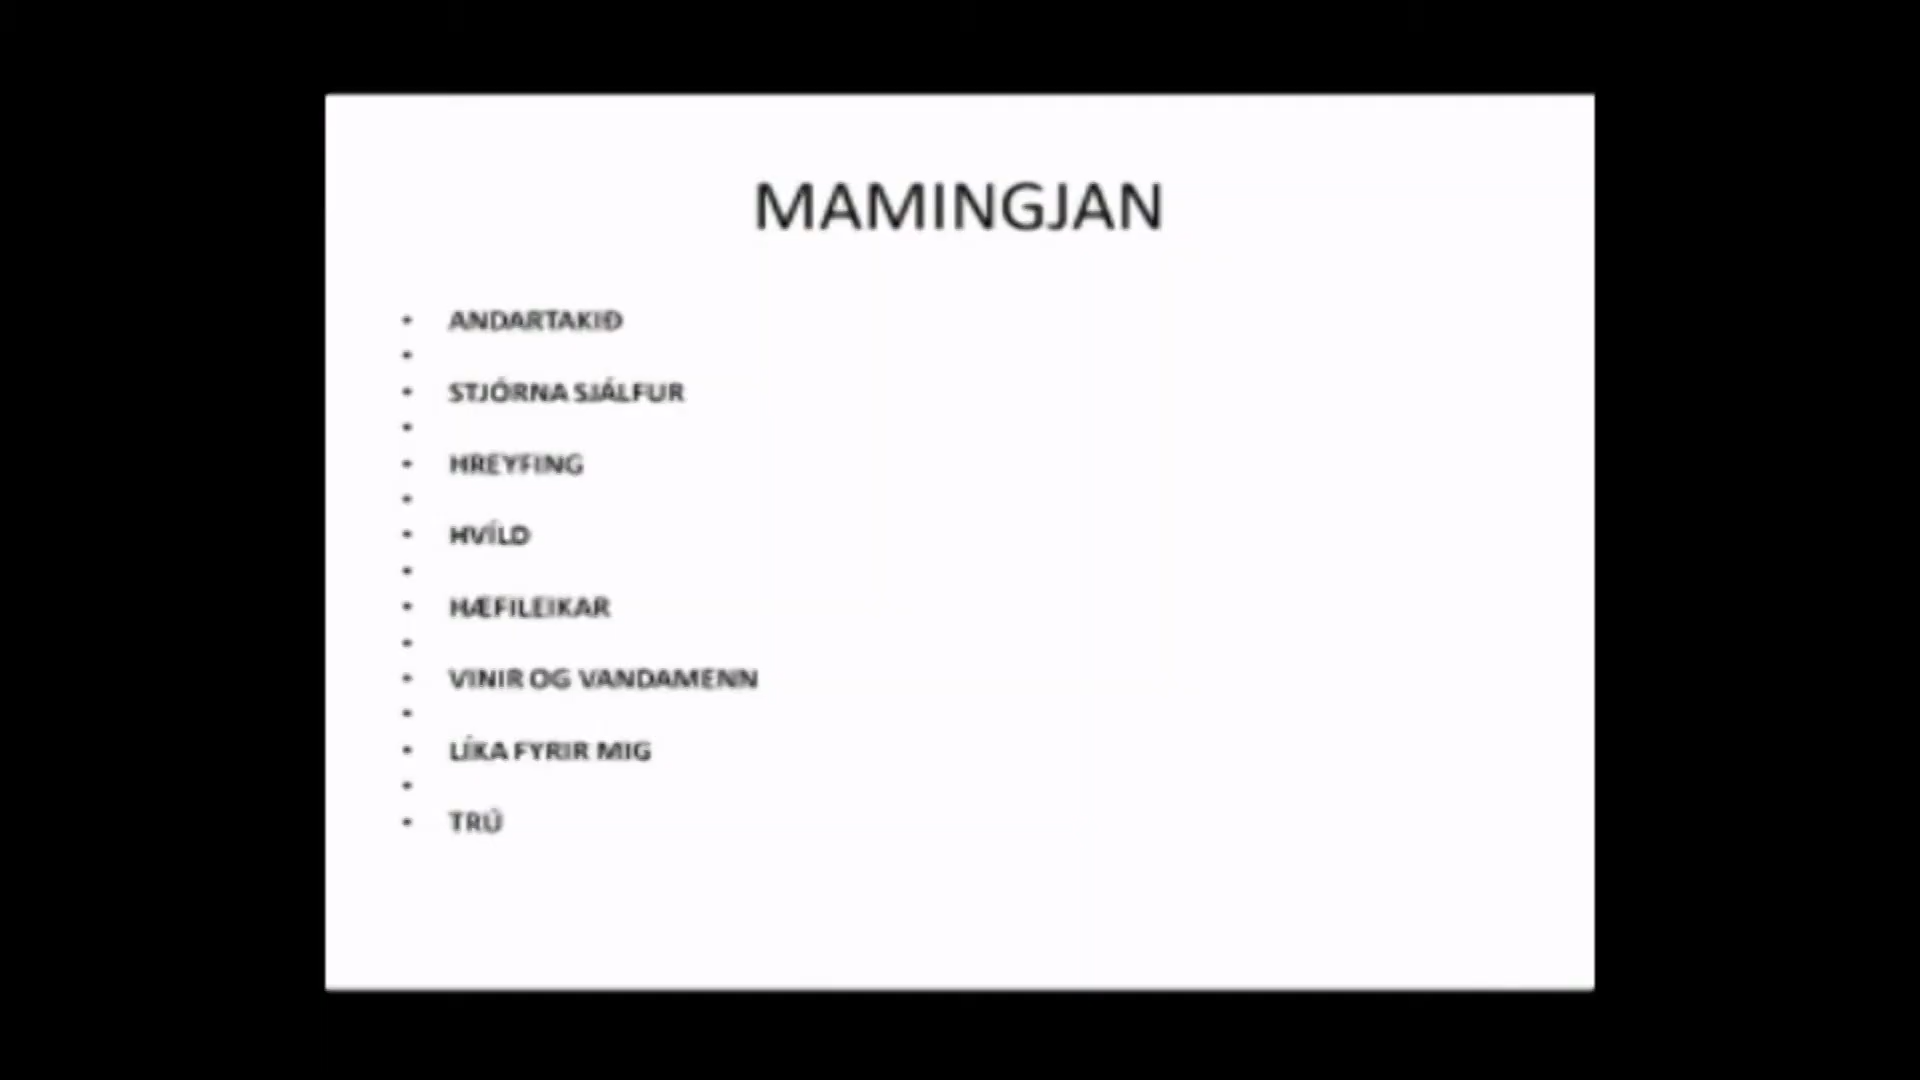 MAMINGJAN
• ANDARTAKIÐ
•
• STJÓRNA SJÁLFUR
•
• HREYFING
•
• HVÍLD
•
• HÆFILEIKAR
•
• VINIR OG VANDAMENN
•
• LÍKA FYRIR MIG
•
• TRÚ